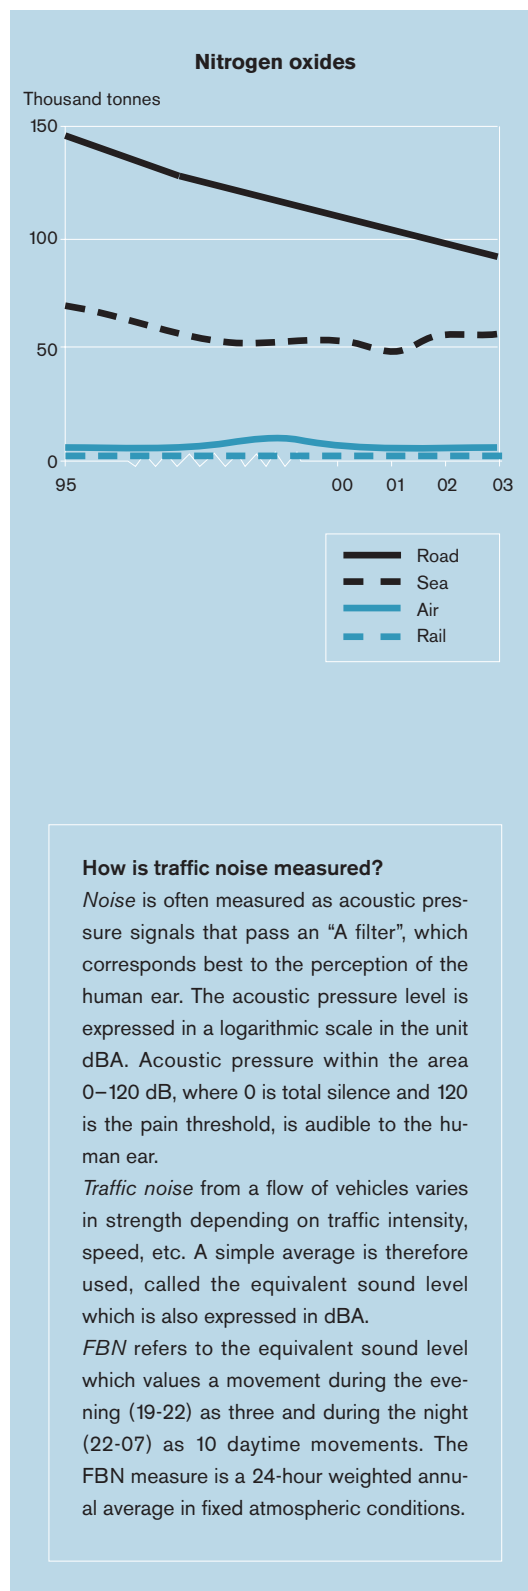 Nitrogen oxides
Thousand tonnes
150
100
50
0
95
00
01
02
03
Road
Sea
Air
Rail
How is traffic noise measured?
Noise is often measured as acoustic pres-
sure signals that pass an “A filter”, which
corresponds best to the perception of the
human ear. The acoustic pressure level is
expressed in a logarithmic scale in the unit
dBA. Acoustic pressure within the area
0–120 dB, where 0 is total silence and 120
is the pain threshold, is audible to the hu-
man ear.
Traffic noise from a flow of vehicles varies
in strength depending on traffic intensity,
speed, etc. A simple average is therefore
used, called the equivalent sound level
which is also expressed in dBA.
FBN refers to the equivalent sound level
which values a movement during the eve-
ning (19-22) as three and during the night
(22-07) as 10 daytime movements. The
FBN measure is a 24-hour weighted annu-
al average in fixed atmospheric conditions.